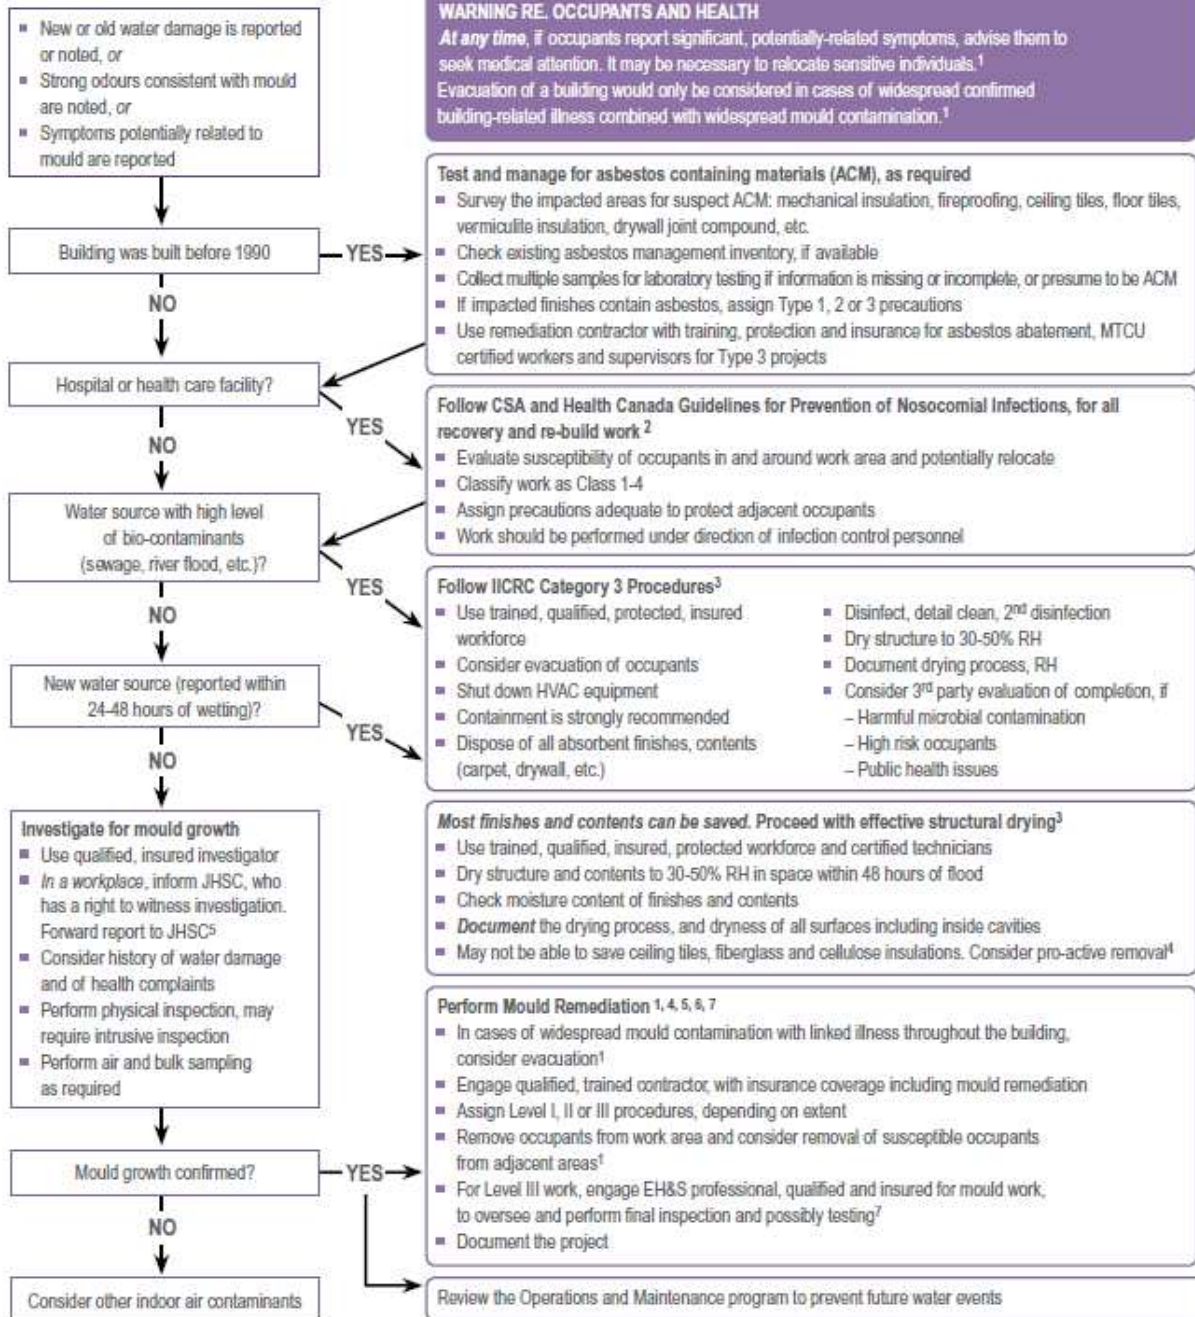 ▪ New or old water damage is reported
or noted, or
▪ Strong odours consistent with mould
are noted, or
▪ Symptoms potentially related to
mould are reported
WARNING RE. OCCUPANTS AND HEALTH
At any time, if occupants report significant, potentially-related symptoms, advise them to
seek medical attention. It may be necessary to relocate sensitive individuals.1
Evacuation of a building would only be considered in cases of widespread confirmed
building-related illness combined with widespread mould contamination.1
Building was built before 1990
YES
NO
Test and manage for asbestos containing materials (ACM), as required
▪ Survey the impacted areas for suspect ACM: mechanical insulation, fireproofing, ceiling tiles, floor tiles,
vermiculite insulation, drywall joint compound, etc.
▪ Check existing asbestos management inventory, if available
▪ Collect multiple samples for laboratory testing if information is missing or incomplete, or presume to be ACM
▪ If impacted finishes contain asbestos, assign Type 1, 2 or 3 precautions
▪ Use remediation contractor with training, protection and insurance for asbestos abatement, MTCU
certified workers and supervisors for Type 3 projects
Hospital or health care facility?
YES
NO
Follow CSA and Health Canada Guidelines for Prevention of Nosocomial Infections, for all
recovery and re-build work 2
▪ Evaluate susceptibility of occupants in and around work area and potentially relocate
▪ Classify work as Class 1-4
▪ Assign precautions adequate to protect adjacent occupants
▪ Work should be performed under direction of infection control personnel
Water source with high level
of bio-contaminants
(sewage, river flood, etc.)?
YES
NO
Follow IICRC Category 3 Procedures3
▪ Use trained, qualified, protected, insured
workforce
▪ Consider evacuation of occupants
▪ Shut down HVAC equipment
▪ Containment is strongly recommended
▪ Dispose of all absorbent finishes, contents
(carpet, drywall, etc.)
▪ Disinfect, detail clean, 2nd disinfection
▪ Dry structure to 30-50% RH
▪ Document drying process, RH
▪ Consider 3rd party evaluation of completion, if
– Harmful microbial contamination
– High risk occupants
– Public health issues
New water source (reported within
24-48 hours of wetting)?
YES
NO
Most finishes and contents can be saved. Proceed with effective structural drying3
▪ Use trained, qualified, insured, protected workforce and certified technicians
▪ Dry structure and contents to 30-50% RH in space within 48 hours of flood
▪ Check moisture content of finishes and contents
▪ Document the drying process, and dryness of all surfaces including inside cavities
▪ May not be able to save ceiling tiles, fiberglass and cellulose insulations. Consider pro-active removal4
Investigate for mould growth
▪ Use qualified, insured investigator
▪ In a workplace, inform JHSC, who
has a right to witness investigation.
Forward report to JHSC5
▪ Consider history of water damage
and of health complaints
▪ Perform physical inspection, may
require intrusive inspection
▪ Perform air and bulk sampling
as required
Mould growth confirmed?
YES
NO
Perform Mould Remediation 1, 4, 5, 6, 7
▪ In cases of widespread mould contamination with linked illness throughout the building,
consider evacuation1
▪ Engage qualified, trained contractor, with insurance coverage including mould remediation
▪ Assign Level I, II or III procedures, depending on extent
▪ Remove occupants from work area and consider removal of susceptible occupants
from adjacent areas1
▪ For Level III work, engage EH&S professional, qualified and insured for mould work,
to oversee and perform final inspection and possibly testing7
▪ Document the project
Consider other indoor air contaminants
Review the Operations and Maintenance program to prevent future water events